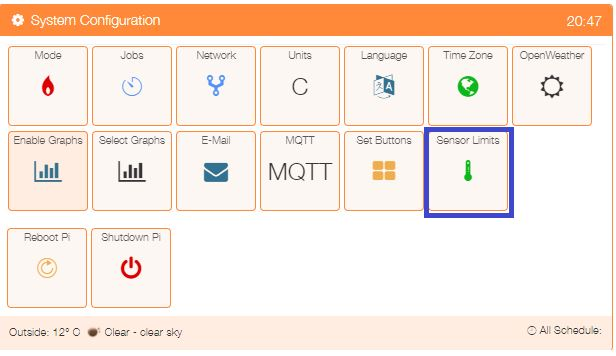 System Configuration 20:47
Mode Jobs Network Units Language Time Zone OpenWeather
C
Enable Graphs Select Graphs E-Mail MQTT Set Buttons Sensor Limits
MQTT
Reboot Pi Shutdown Pi
Outside: 12° C Clear - clear sky All Schedule: